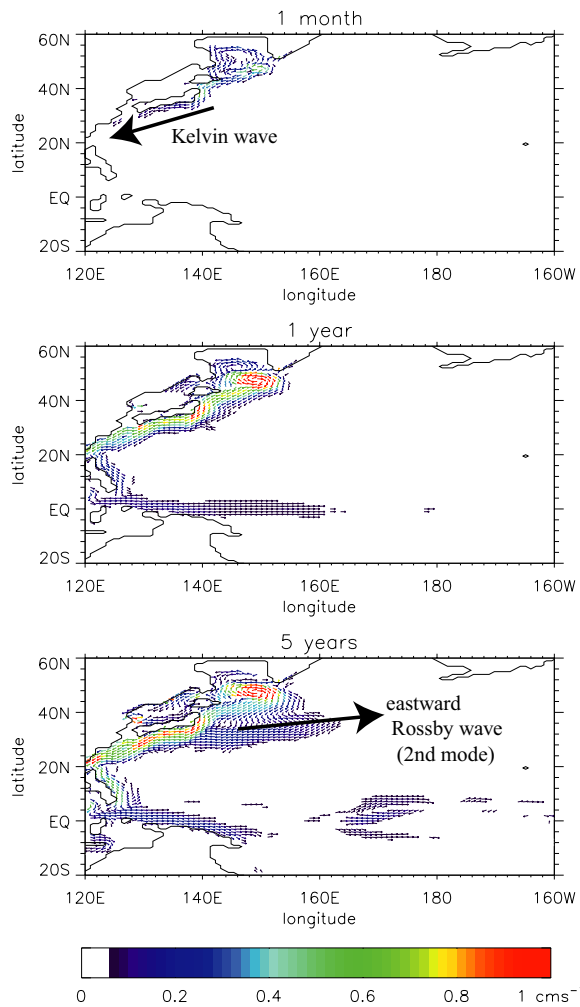 1 month
60N
40N
20N
EQ
20S
latitude
Kelvin wave
120E 140E 160E 180 160W
longitude
1 year
60N
40N
20N
EQ
20S
latitude
120E 140E 160E 180 160W
longitude
5 years
60N
40N
20N
EQ
20S
latitude
eastward
Rossby wave
(2nd mode)
120E 140E 160E 180 160W
longitude
0 0.2 0.4 0.6 0.8 1 cms⁻